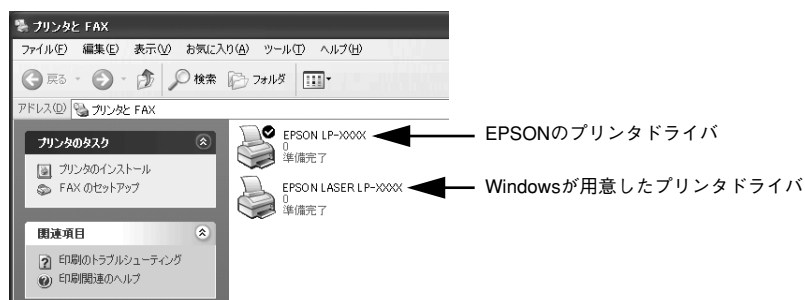 プリンタと FAX
ファイル(F) 編集(E) 表示(V) お気に入り(A) ツール(T) ヘルプ(H)
戻る 検索 フォルダ
アドレス(D) プリンタと FAX
プリンタのタスク
プリンタのインストール
FAX のセットアップ
関連項目
印刷のトラブルシューティング
印刷関連のヘルプ
EPSON LP-XXXX
0
準備完了
EPSON LASER LP-XXXX
0
準備完了
EPSONのプリンタドライバ
Windowsが用意したプリンタドライバ